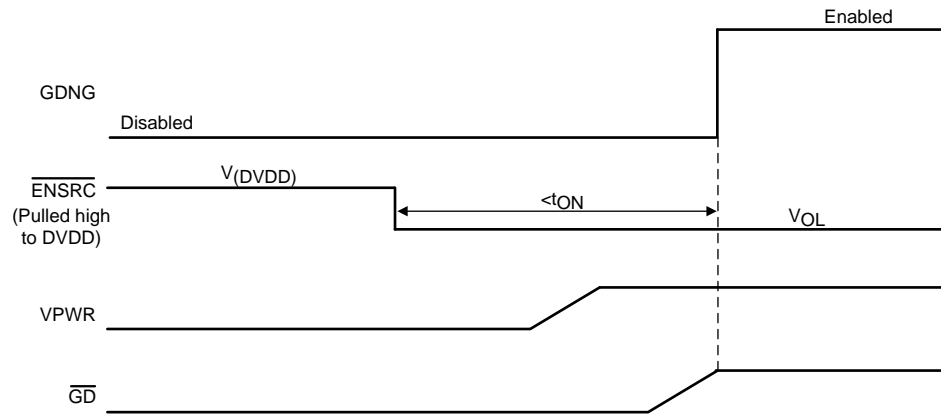 Enabled
GDNG
Disabled
ENSRC
(Pulled high
to DVDD)
V(DVDD)
<tON
VOL
VPWR
GD